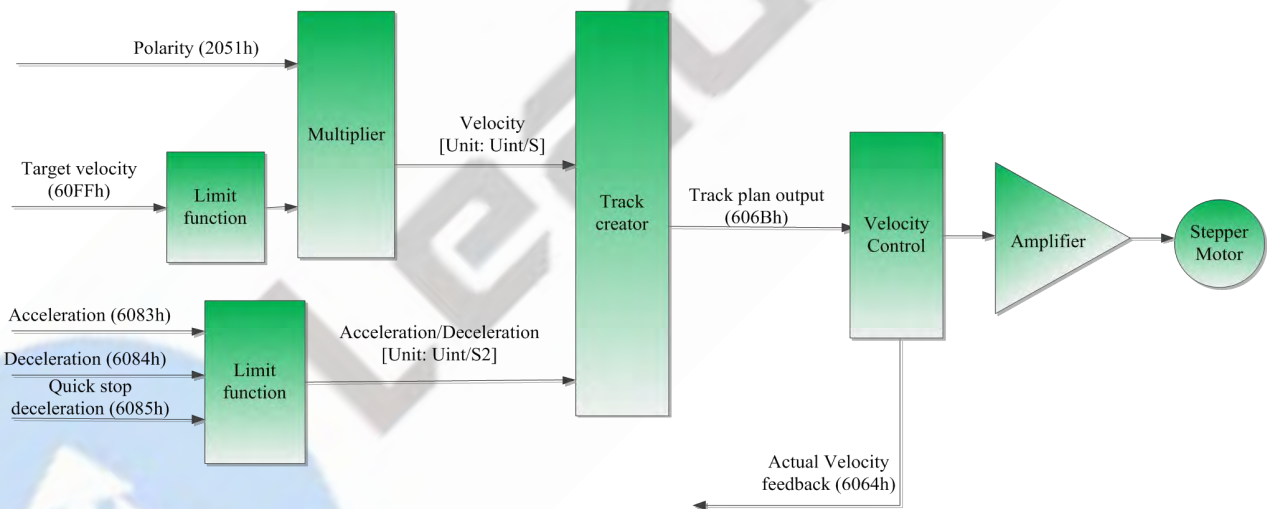 Polarity (2051h)
Multiplier
Velocity
[Unit: Uint/S]
Target velocity
(60FFh)
Limit
function
Track
creator
Track plan output
(606Bh)
Velocity
Control
Amplifier
Stepper
Motor
Acceleration (6083h)
Deceleration (6084h)
Quick stop
deceleration (6085h)
Limit
function
Acceleration/Deceleration
[Unit: Uint/S2]
Actual Velocity
feedback (6064h)